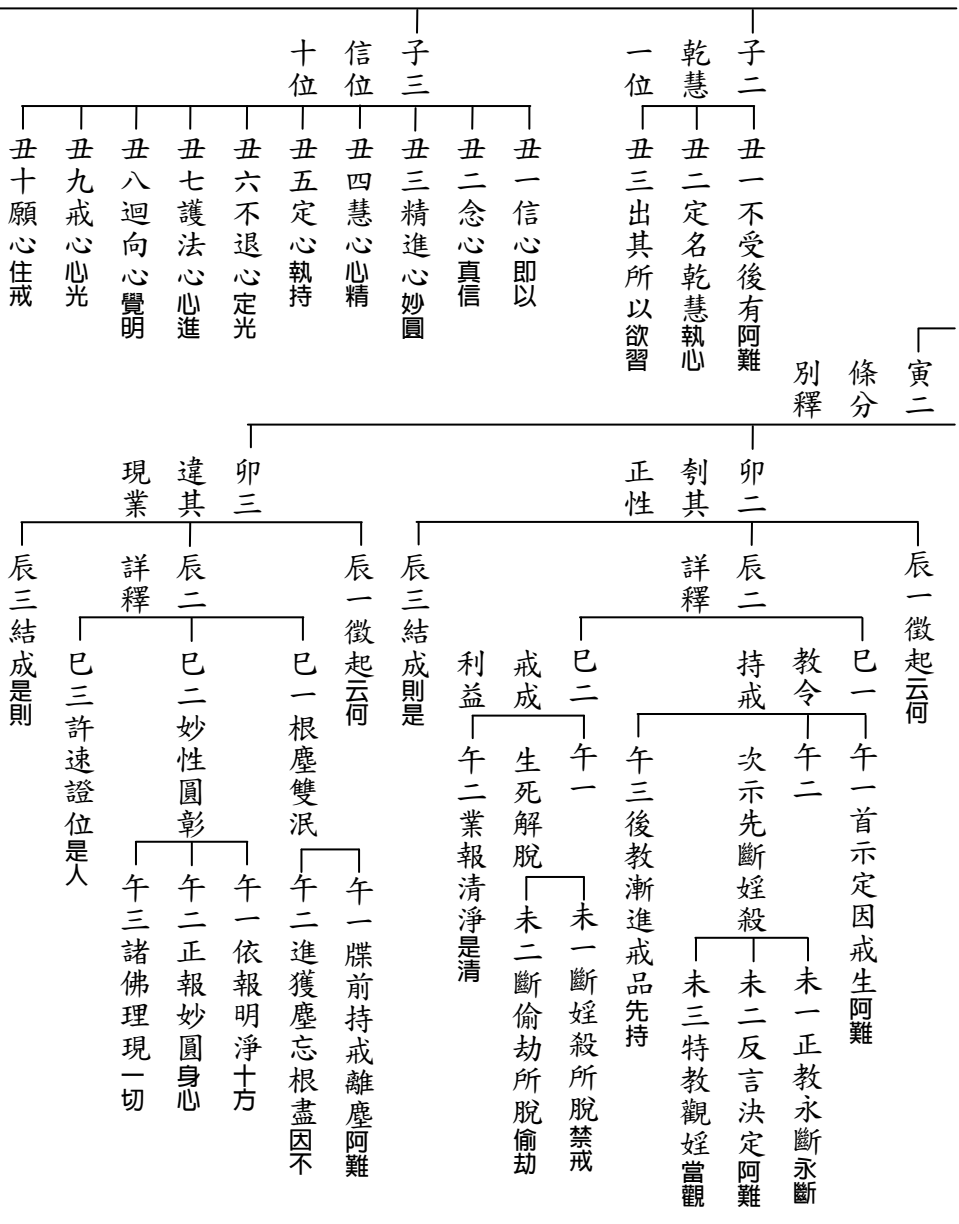 子二乾慧一位
丑一不受後有阿難
丑二定名乾慧執心
丑三出其所以欲習
子三信位十位
丑一信心即以
丑二念心真信
丑三精進心妙圓
丑四慧心心精
丑五定心執持
丑六不退心定光
丑七護法心心進
丑八迴向心覺明
丑九戒心心光
丑十願心住戒
寅二條分別釋
卯二刳其正性
辰一徵起云何
辰二詳釋
巳一教令持戒
午一首示定因戒生阿難
午二次示先斷婬殺
未一正教永斷永斷
未二反言決定阿難
未三特教觀婬當觀
午三後教漸進戒品先持
巳二戒成利益
午一生死解脫
未一斷婬殺所脫禁戒
未二斷偷劫所脫偷劫
午二業報清淨是清
辰三結成則是
卯三違其現業
辰一徵起云何
辰二詳釋
巳一根塵雙泯
午一牒前持戒離塵阿難
午二進獲塵忘根盡因不
巳二妙性圓彰
午一依報明淨十方
午二正報妙圓身心
午三諸佛理現一切
巳三許速證位是人
辰三結成是則